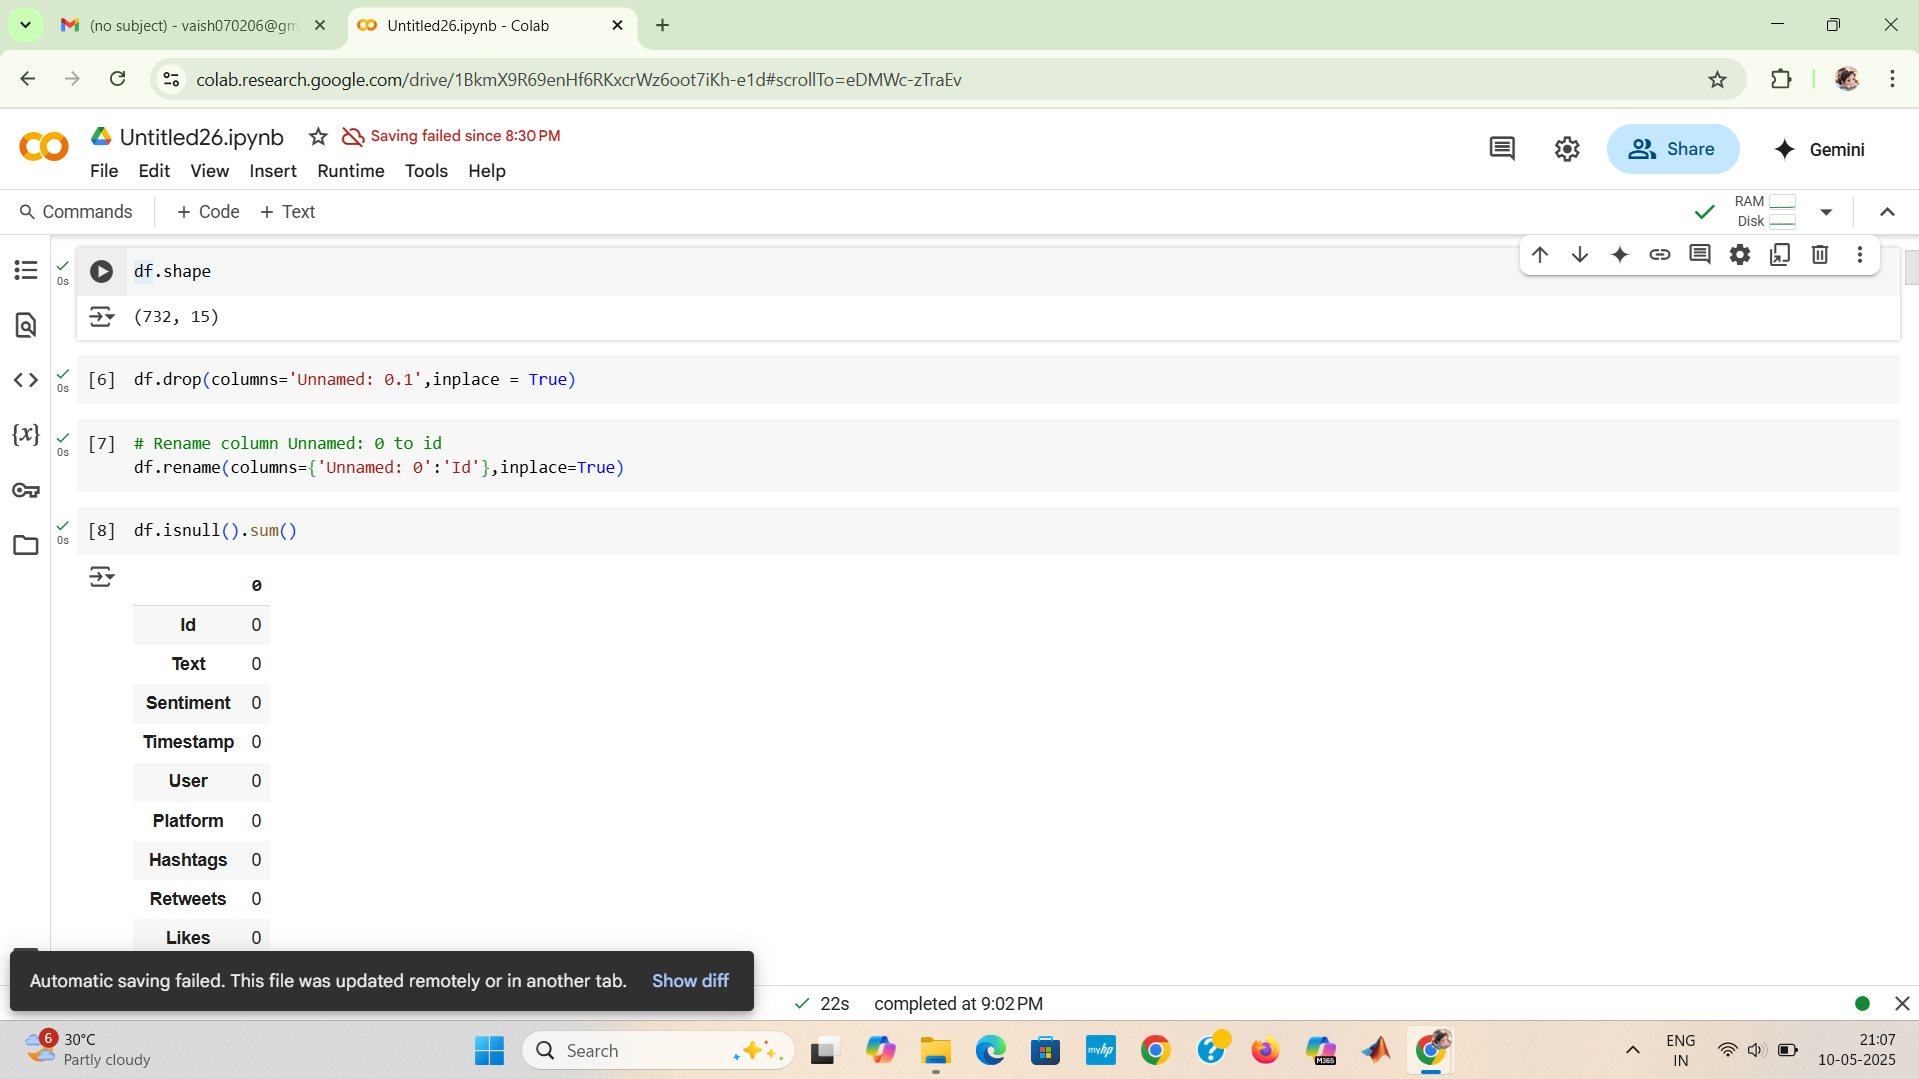 (no subject) - vaish070206@gm
Untitled26.ipynb - Colab
colab.research.google.com/drive/1BkmX9R69enHf6RKxcrWz6oot7iKh-e1d#scrollTo=eDMWc-zTraEv
Untitled26.ipynb
Saving failed since 8:30 PM
File Edit View Insert Runtime Tools Help
Share
Gemini
Commands + Code + Text
RAM
Disk
0s
df.shape
(732, 15)
0s
[6] df.drop(columns='Unnamed: 0.1',inplace = True)
0s
[7] # Rename column Unnamed: 0 to id
df.rename(columns={'Unnamed: 0':'Id'},inplace=True)
0s
[8] df.isnull().sum()
0
Id 0
Text 0
Sentiment 0
Timestamp 0
User 0
Platform 0
Hashtags 0
Retweets 0
Likes 0
Automatic saving failed. This file was updated remotely or in another tab. Show diff
22s completed at 9:02 PM
6
30°C
Partly cloudy
Search
myhp
M365
ENG
IN
21:07
10-05-2025